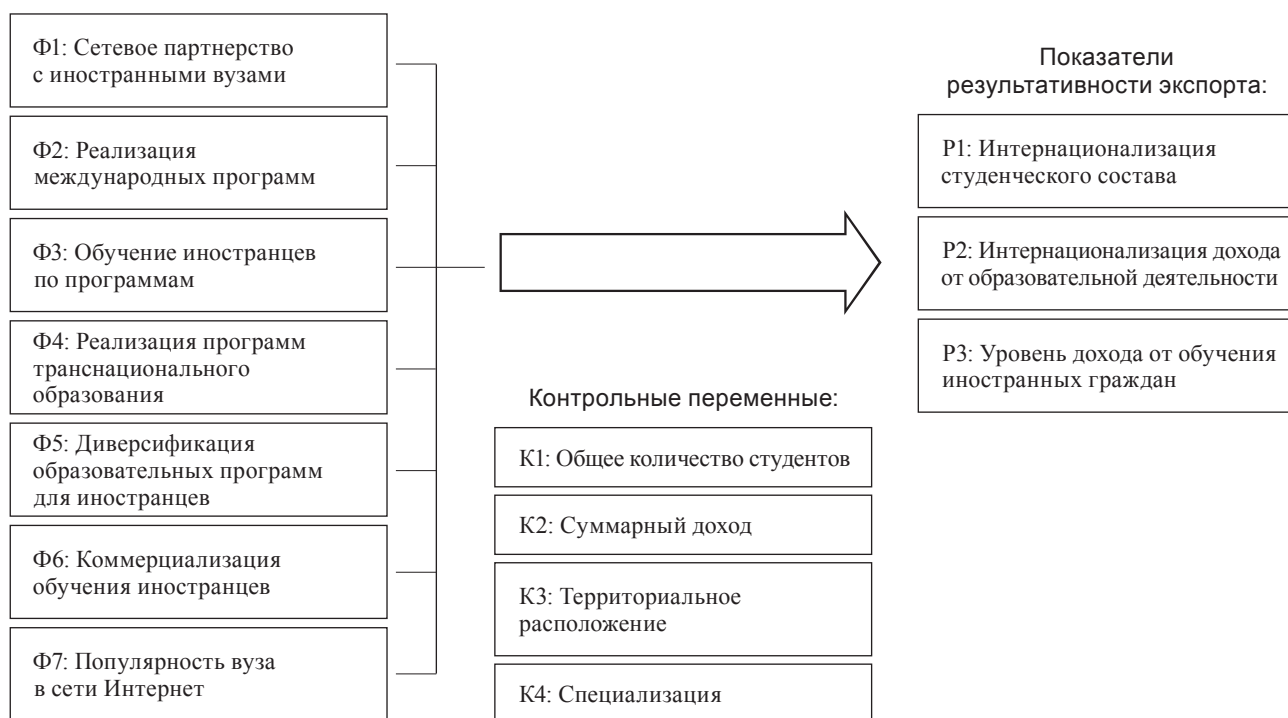 Ф1: Сетевое партнерство
с иностранными вузами
Ф2: Реализация
международных программ
Ф3: Обучение иностранцев
по программам
Ф4: Реализация программ
транснационального
образования
Ф5: Диверсификация
образовательных программ
для иностранцев
Ф6: Коммерциализация
обучения иностранцев
Ф7: Популярность вуза
в сети Интернет
Контрольные переменные:
К1: Общее количество студентов
К2: Суммарный доход
К3: Территориальное
расположение
К4: Специализация
Показатели
результативности экспорта:
Р1: Интернационализация
студенческого состава
Р2: Интернационализация дохода
от образовательной деятельности
Р3: Уровень дохода от обучения
иностранных граждан